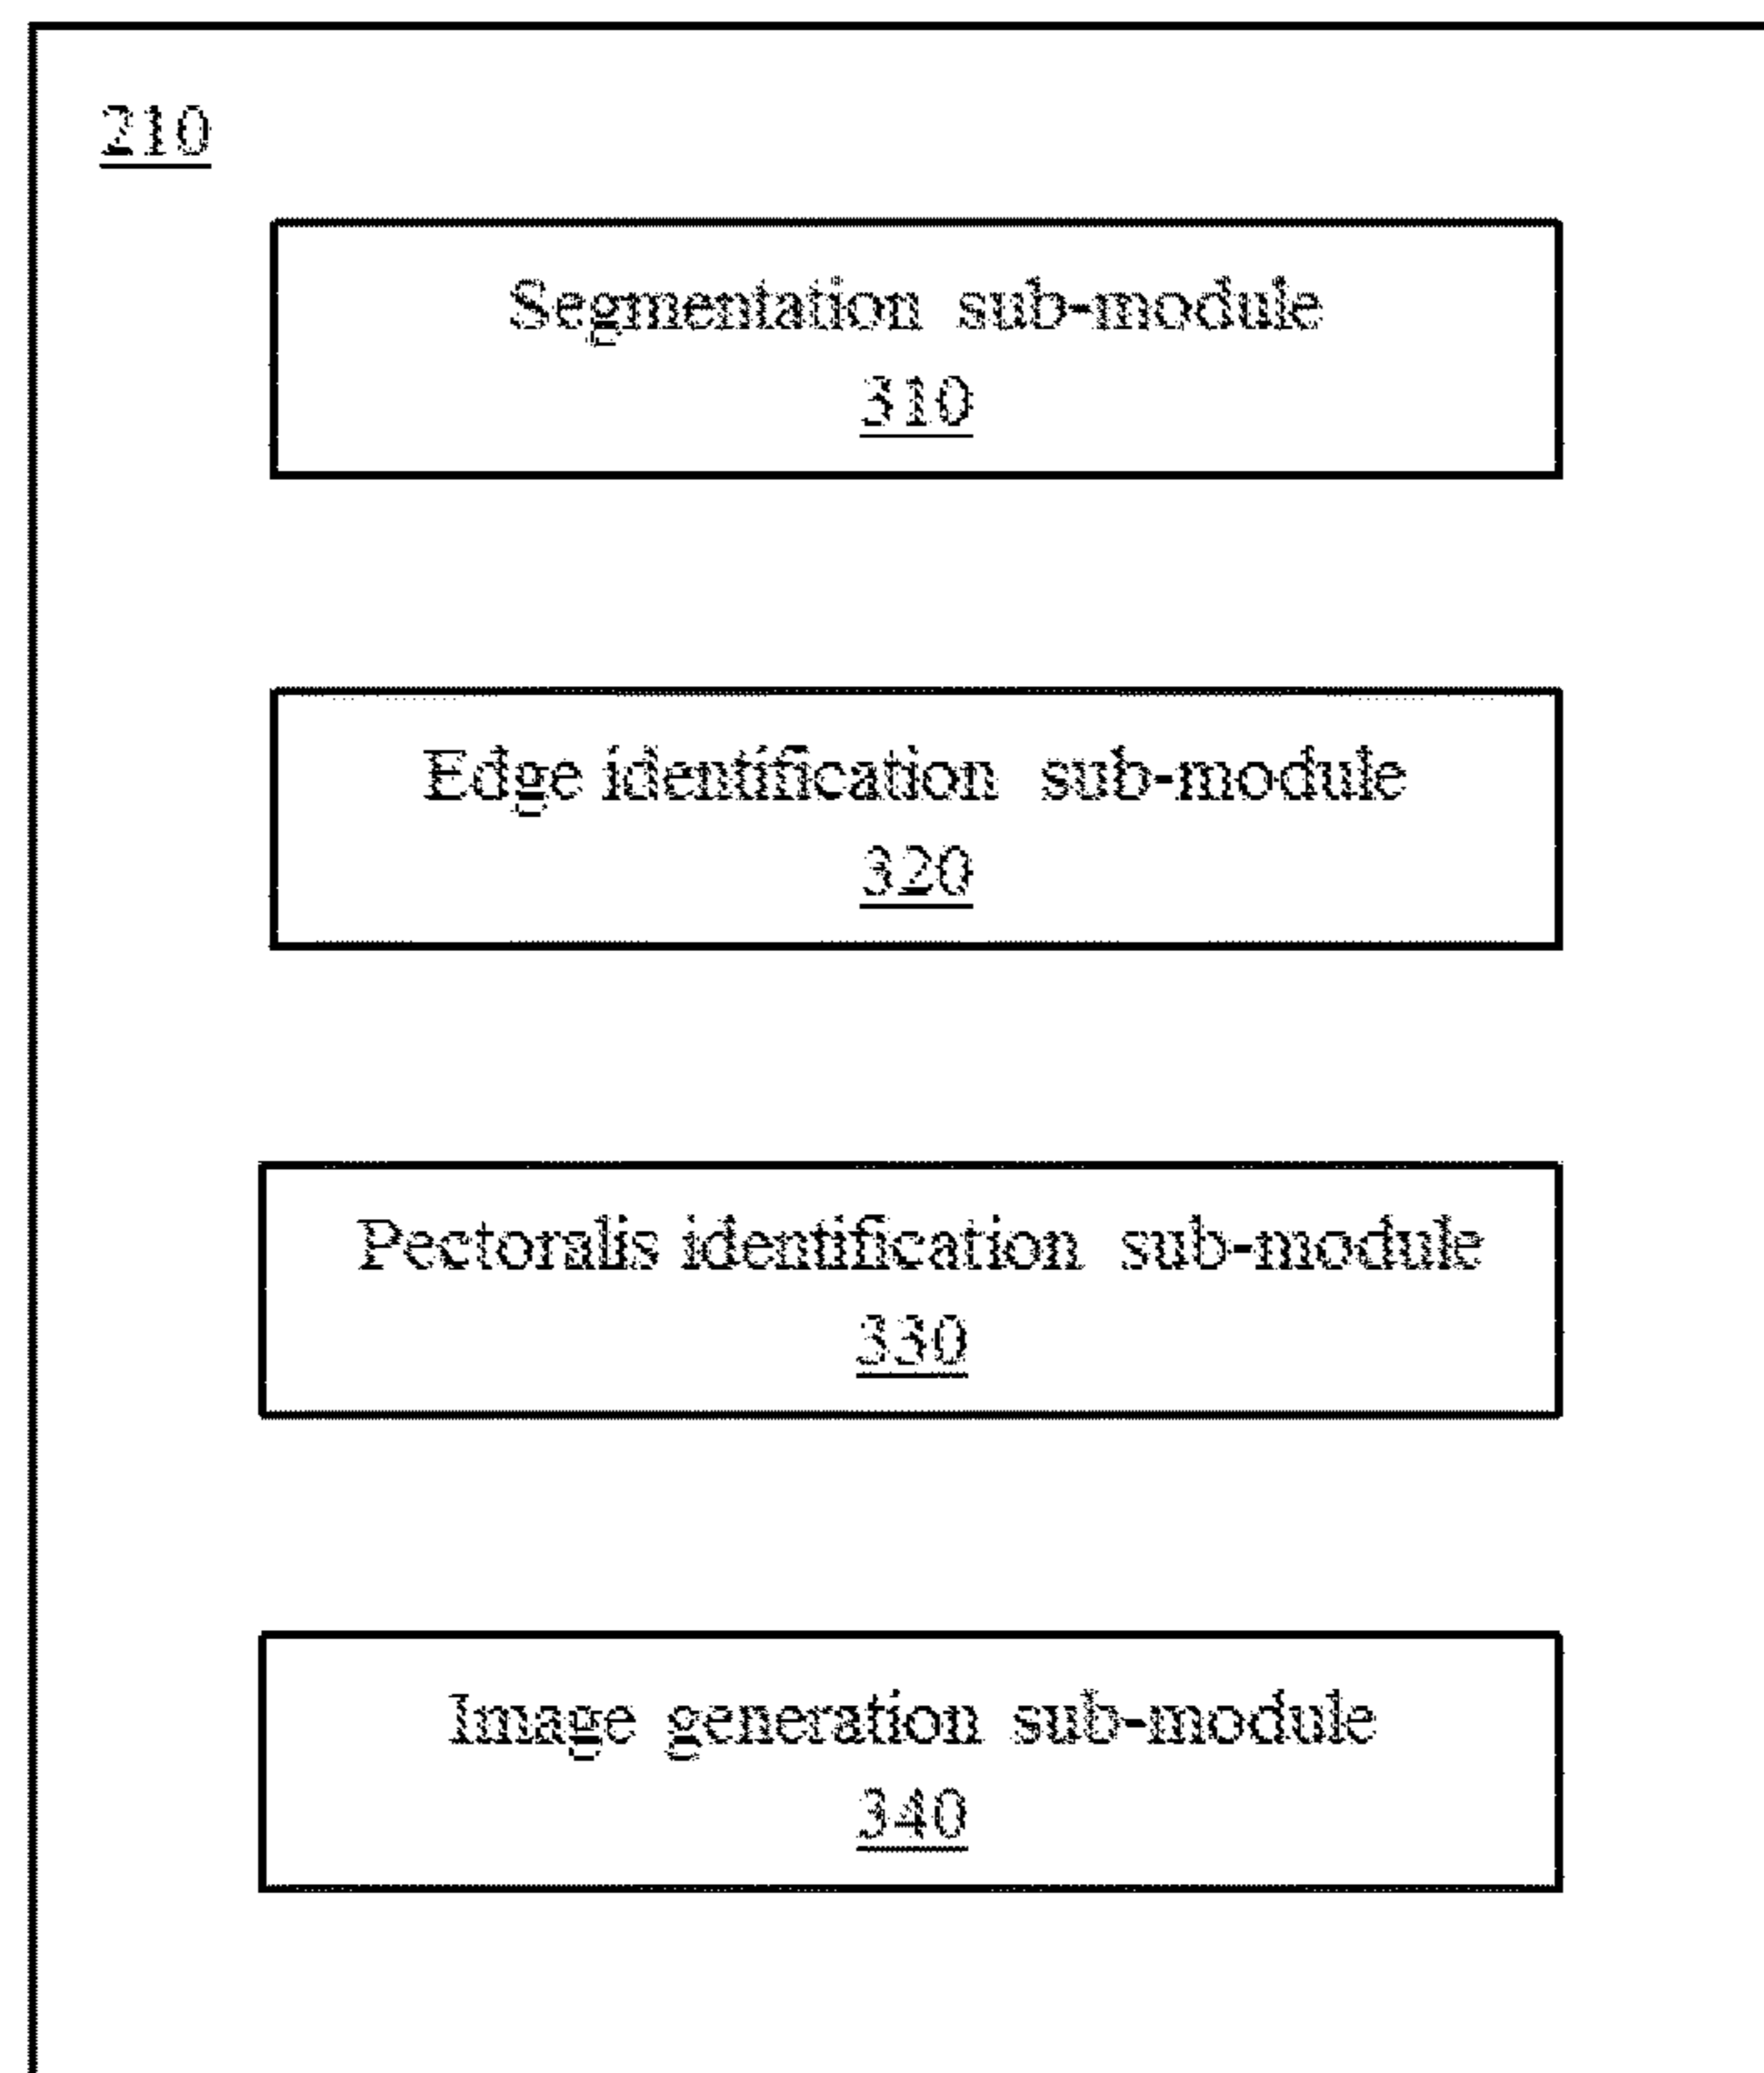 210
Segmentation sub-module
310
Edge identification sub-module
320
Pectoralis identification sub-module
330
Image generation sub-module
340